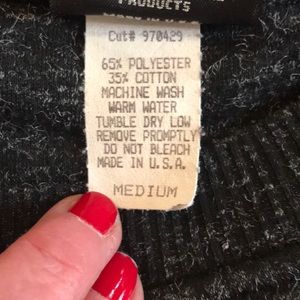 PRODUCTS
Cut# 970429
65% POLYESTER
35% COTTON
MACHINE WASH
WARM WATER
TUMBLE DRY LOW
REMOVE PROMPTLY
DO NOT BLEACH
MADE IN U.S.A.
MEDIUM